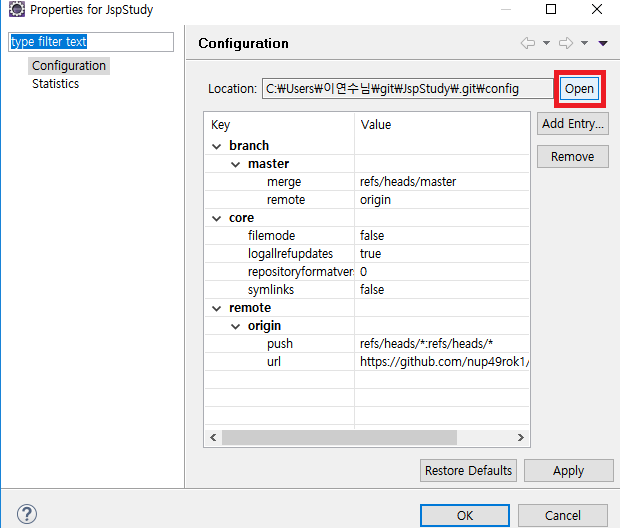 Properties for JspStudy
type filter text
Configuration
Statistics
Configuration
Location: C:₩Users₩이연수님₩git₩JspStudy₩.git₩config Open
Key Value Add Entry...
branch Remove
master
merge refs/heads/master
remote origin
core
filemode false
logallrefupdates true
repositoryformatvers 0
symlinks false
remote
origin
push refs/heads/*:refs/heads/*
url https://github.com/nup49rok1/
Restore Defaults Apply
? OK Cancel